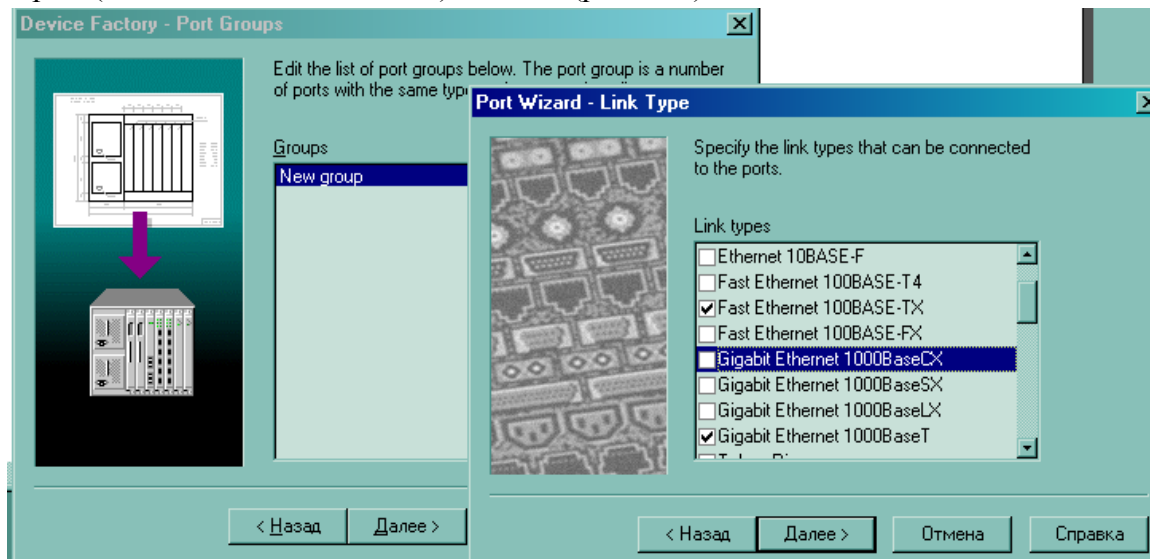 Device Factory - Port Groups
Edit the list of port groups below. The port group is a number
of ports with the same
Groups
New group
< Назад
Далее >
Port Wizard - Link Type
Specify the link types that can be connected
to the ports.
Link types
Ethernet 10BASE-F
Fast Ethernet 100BASE-T4
Fast Ethernet 100BASE-TX
Fast Ethernet 100BASE-FX
Gigabit Ethernet 1000BaseCX
Gigabit Ethernet 1000BaseSX
Gigabit Ethernet 1000BaseLX
Gigabit Ethernet 1000BaseT
< Назад
Далее >
Отмена
Справка